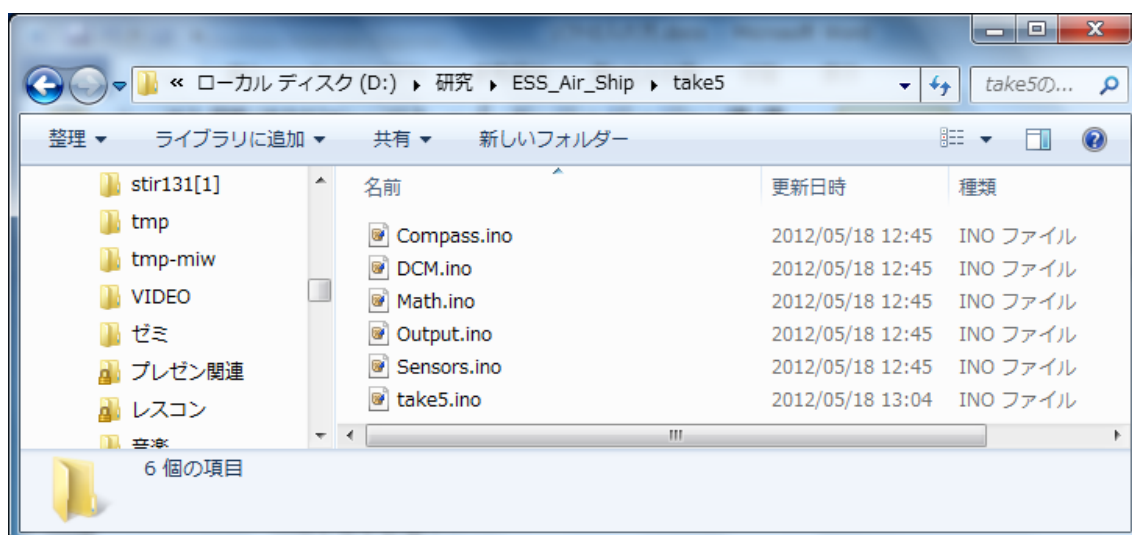 « ローカル ディスク (D:) ▸ 研究 ▸ ESS_Air_Ship ▸ take5
take5の...
整理 ライブラリに追加 共有 新しいフォルダー
stir131[1]
tmp
tmp-miw
VIDEO
ゼミ
プレゼン関連
レスコン
音楽
名前 更新日時 種類
Compass.ino 2012/05/18 12:45 INO ファイル
DCM.ino 2012/05/18 12:45 INO ファイル
Math.ino 2012/05/18 12:45 INO ファイル
Output.ino 2012/05/18 12:45 INO ファイル
Sensors.ino 2012/05/18 12:45 INO ファイル
take5.ino 2012/05/18 13:04 INO ファイル
6 個の項目